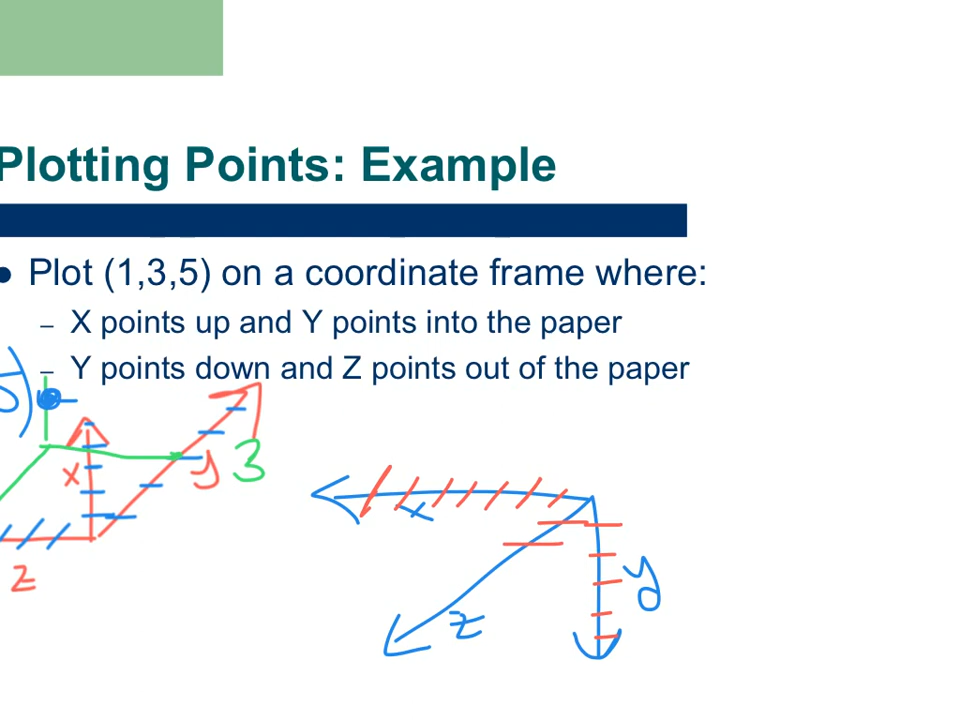 Plotting Points: Example
● Plot (1,3,5) on a coordinate frame where:
– X points up and Y points into the paper
– Y points down and Z points out of the paper
5)
x
y 3
z
x
y
z